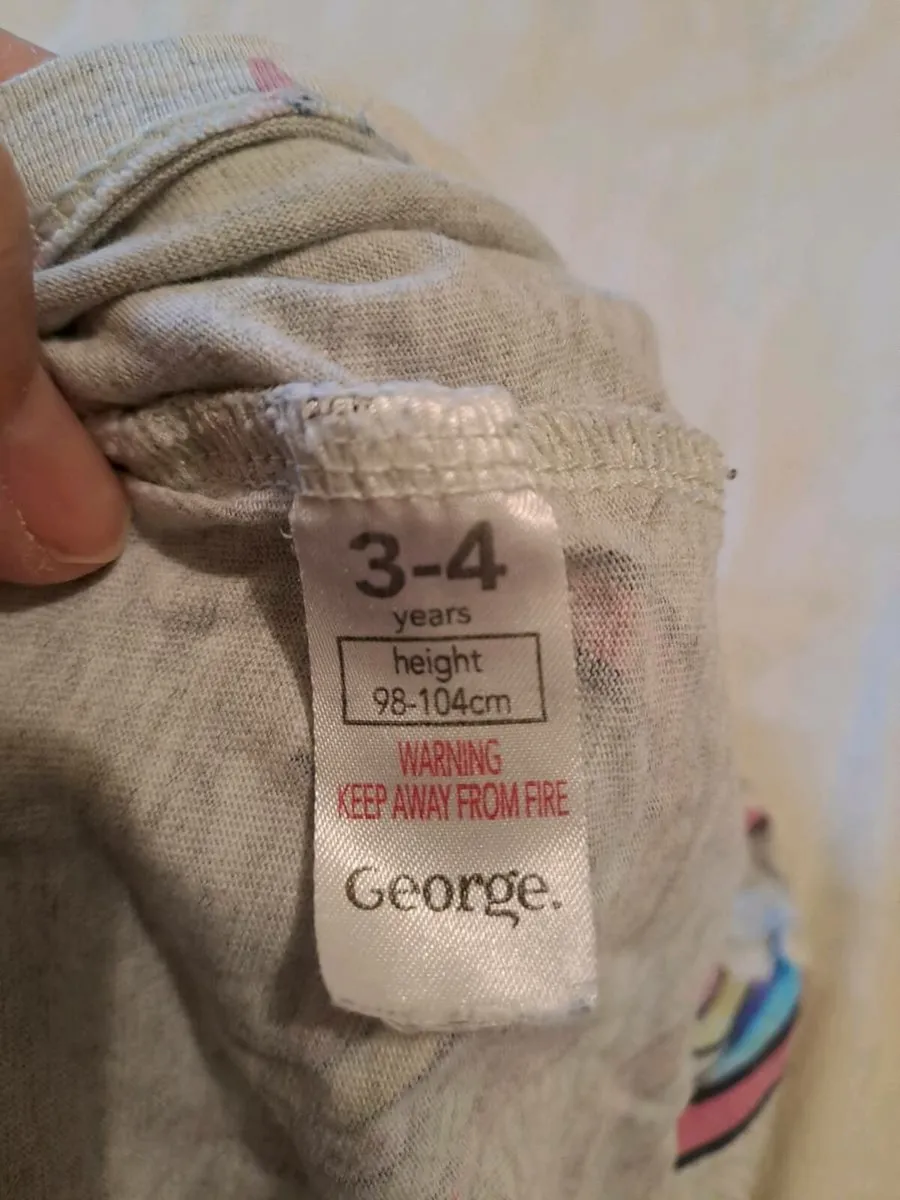 3-4
years
height
98-104cm
WARNING
KEEP AWAY FROM FIRE
George.